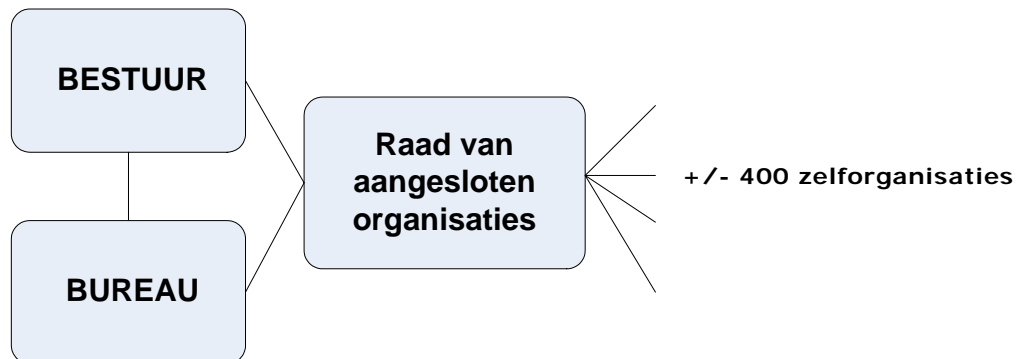 BESTUUR
Raad van
aangesloten
organisaties
+/- 400 zelforganisaties
BUREAU